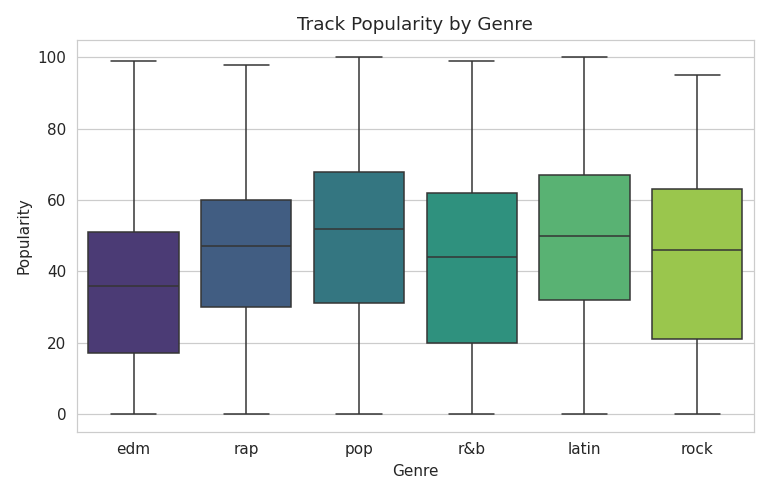 Track Popularity by Genre
Popularity
100
80
60
40
20
0
edm rap pop r&b latin rock
Genre